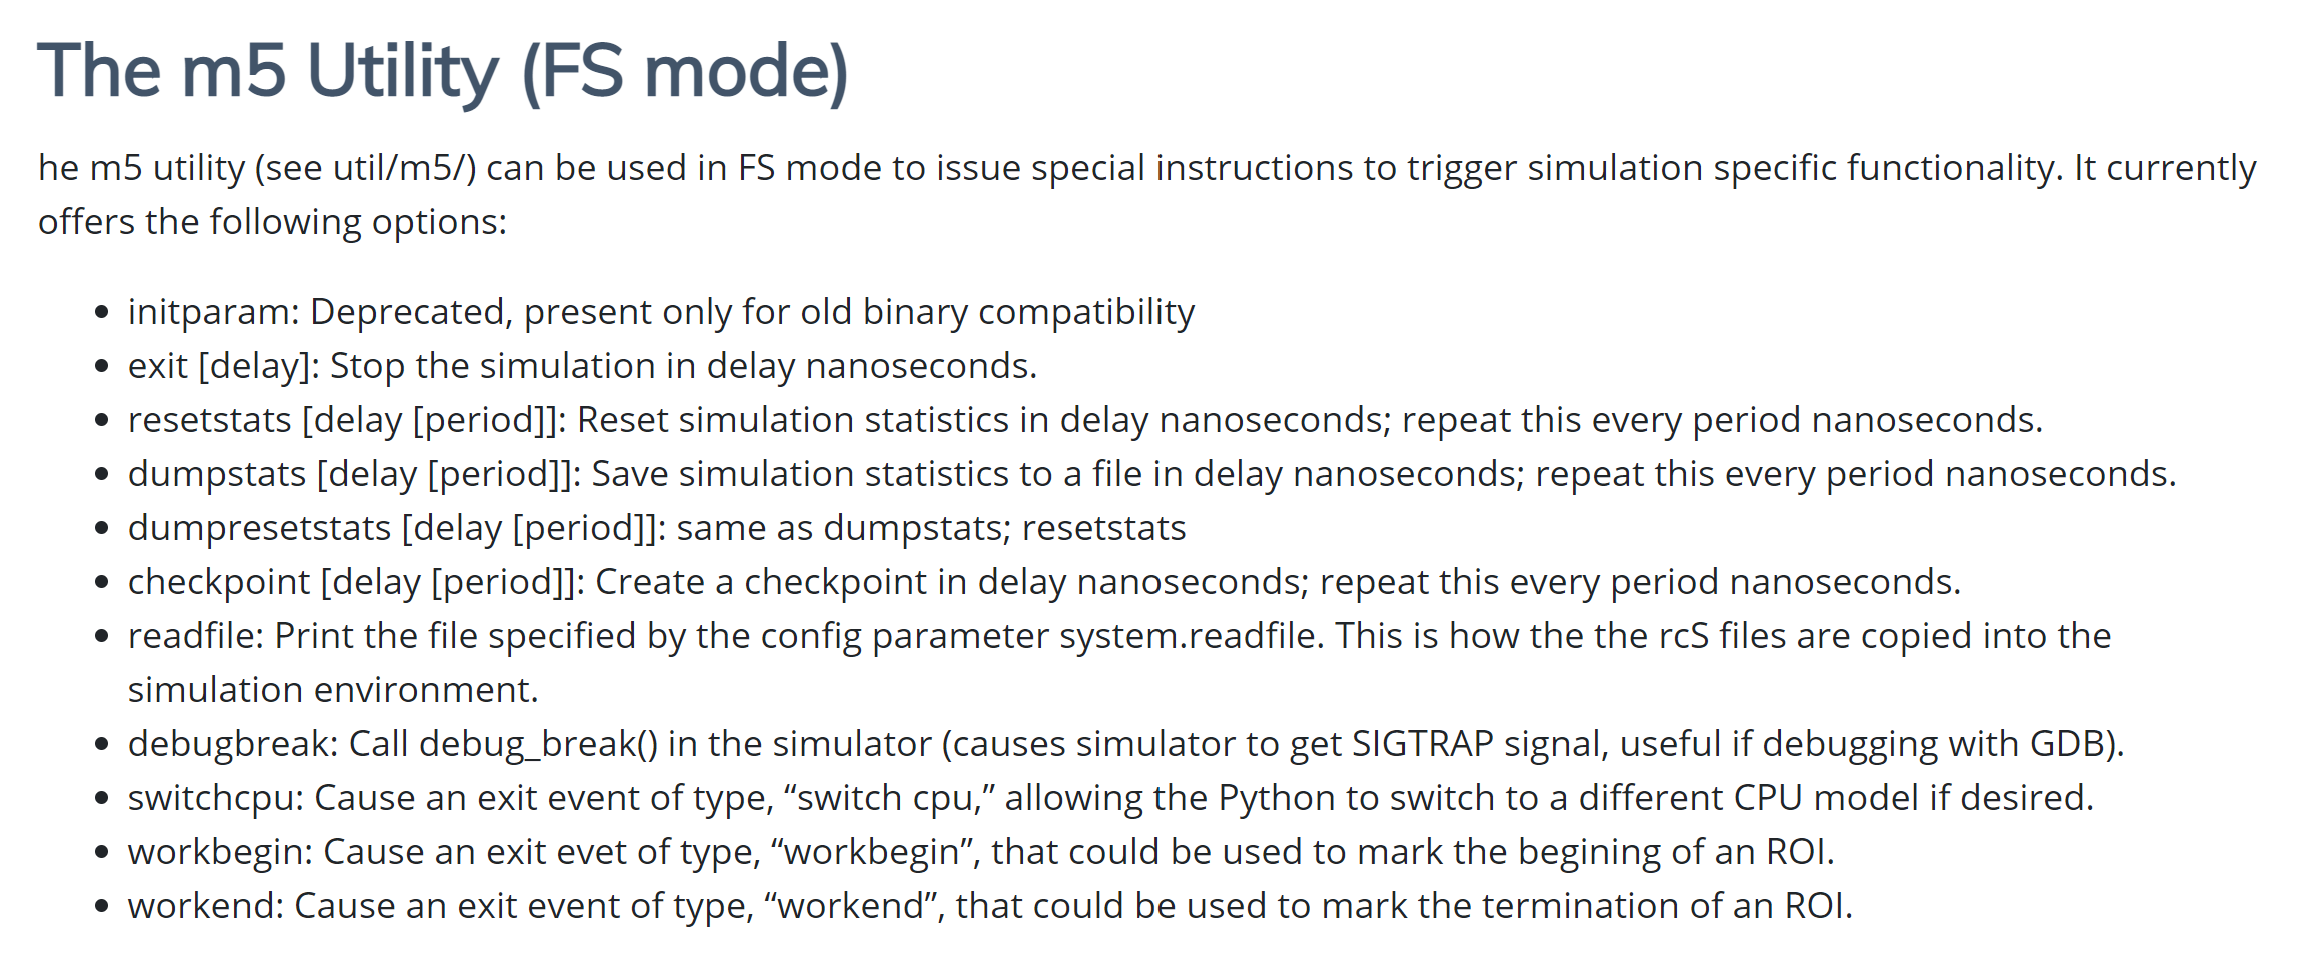 The m5 Utility (FS mode)
he m5 utility (see util/m5/) can be used in FS mode to issue special instructions to trigger simulation specific functionality. It currently
offers the following options:
• initparam: Deprecated, present only for old binary compatibility
• exit [delay]: Stop the simulation in delay nanoseconds.
• resetstats [delay [period]]: Reset simulation statistics in delay nanoseconds; repeat this every period nanoseconds.
• dumpstats [delay [period]]: Save simulation statistics to a file in delay nanoseconds; repeat this every period nanoseconds.
• dumpresetstats [delay [period]]: same as dumpstats; resetstats
• checkpoint [delay [period]]: Create a checkpoint in delay nanoseconds; repeat this every period nanoseconds.
• readfile: Print the file specified by the config parameter system.readfile. This is how the the rcS files are copied into the
simulation environment.
• debugbreak: Call debug_break() in the simulator (causes simulator to get SIGTRAP signal, useful if debugging with GDB).
• switchcpu: Cause an exit event of type, “switch cpu,” allowing the Python to switch to a different CPU model if desired.
• workbegin: Cause an exit evet of type, “workbegin”, that could be used to mark the begining of an ROI.
• workend: Cause an exit event of type, “workend”, that could be used to mark the termination of an ROI.